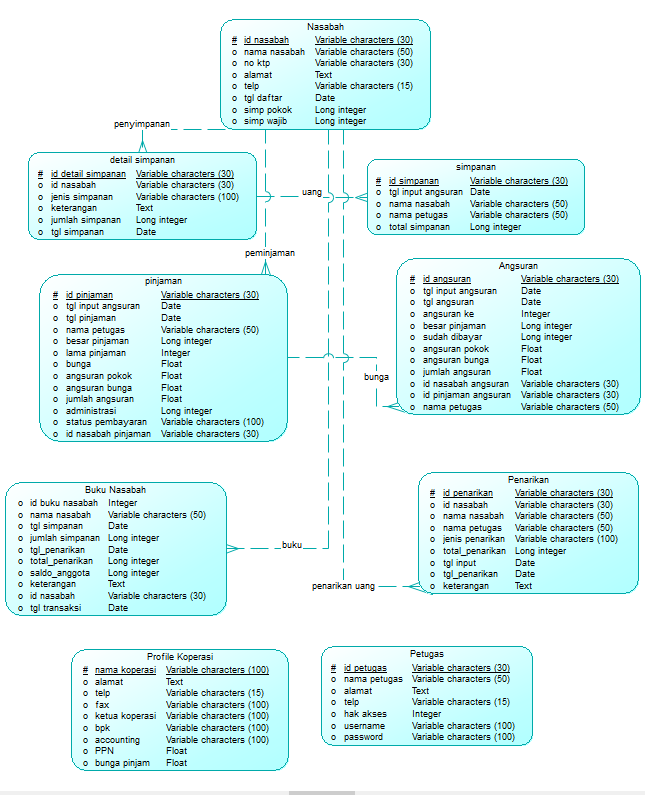 Nasabah
# id nasabah Variable characters (30)
o nama nasabah Variable characters (50)
o no ktp Variable characters (30)
o alamat Text
o telp Variable characters (15)
o tgl daftar Date
o simp pokok Long integer
o simp wajib Long integer
penyimpanan
detail simpanan
# id detail simpanan Variable characters (30)
o id nasabah Variable characters (30)
o jenis simpanan Variable characters (100)
o keterangan Text
o jumlah simpanan Long integer
o tgl simpanan Date
uang
simpanan
# id simpanan Variable characters (30)
o tgl input angsuran Date
o nama nasabah Variable characters (50)
o nama petugas Variable characters (50)
o total simpanan Long integer
peminjaman
pinjaman
# id pinjaman Variable characters (30)
o tgl input angsuran Date
o tgl pinjaman Date
o nama petugas Variable characters (50)
o besar pinjaman Long integer
o lama pinjaman Integer
o bunga Float
o angsuran pokok Float
o angsuran bunga Float
o jumlah angsuran Float
o administrasi Long integer
o status pembayaran Variable characters (100)
o id nasabah pinjaman Variable characters (30)
bunga
Angsuran
# id angsuran Variable characters (30)
o tgl input angsuran Date
o tgl angsuran Date
o angsuran ke Integer
o besar pinjaman Long integer
o sudah dibayar Long integer
o angsuran pokok Float
o angsuran bunga Float
o jumlah angsuran Float
o id nasabah angsuran Variable characters (30)
o id pinjaman angsuran Variable characters (30)
o nama petugas Variable characters (50)
Buku Nasabah
o id buku nasabah Integer
o nama nasabah Variable characters (50)
o tgl simpanan Date
o jumlah simpanan Long integer
o tgl_penarikan Date
o total_penarikan Long integer
o saldo_anggota Long integer
o keterangan Text
o id nasabah Variable characters (30)
o tgl transaksi Date
buku
penarikan uang
Penarikan
# id penarikan Variable characters (30)
o id nasabah Variable characters (30)
o nama nasabah Variable characters (50)
o nama petugas Variable characters (50)
o jenis penarikan Variable characters (100)
o total_penarikan Long integer
o tgl input Date
o tgl_penarikan Date
o keterangan Text
Profile Koperasi
# nama koperasi Variable characters (100)
o alamat Text
o telp Variable characters (15)
o fax Variable characters (100)
o ketua koperasi Variable characters (100)
o bpk Variable characters (100)
o accounting Variable characters (100)
o PPN Float
o bunga pinjam Float
Petugas
# id petugas Variable characters (30)
o nama petugas Variable characters (50)
o alamat Text
o telp Variable characters (15)
o hak akses Integer
o username Variable characters (100)
o password Variable characters (100)